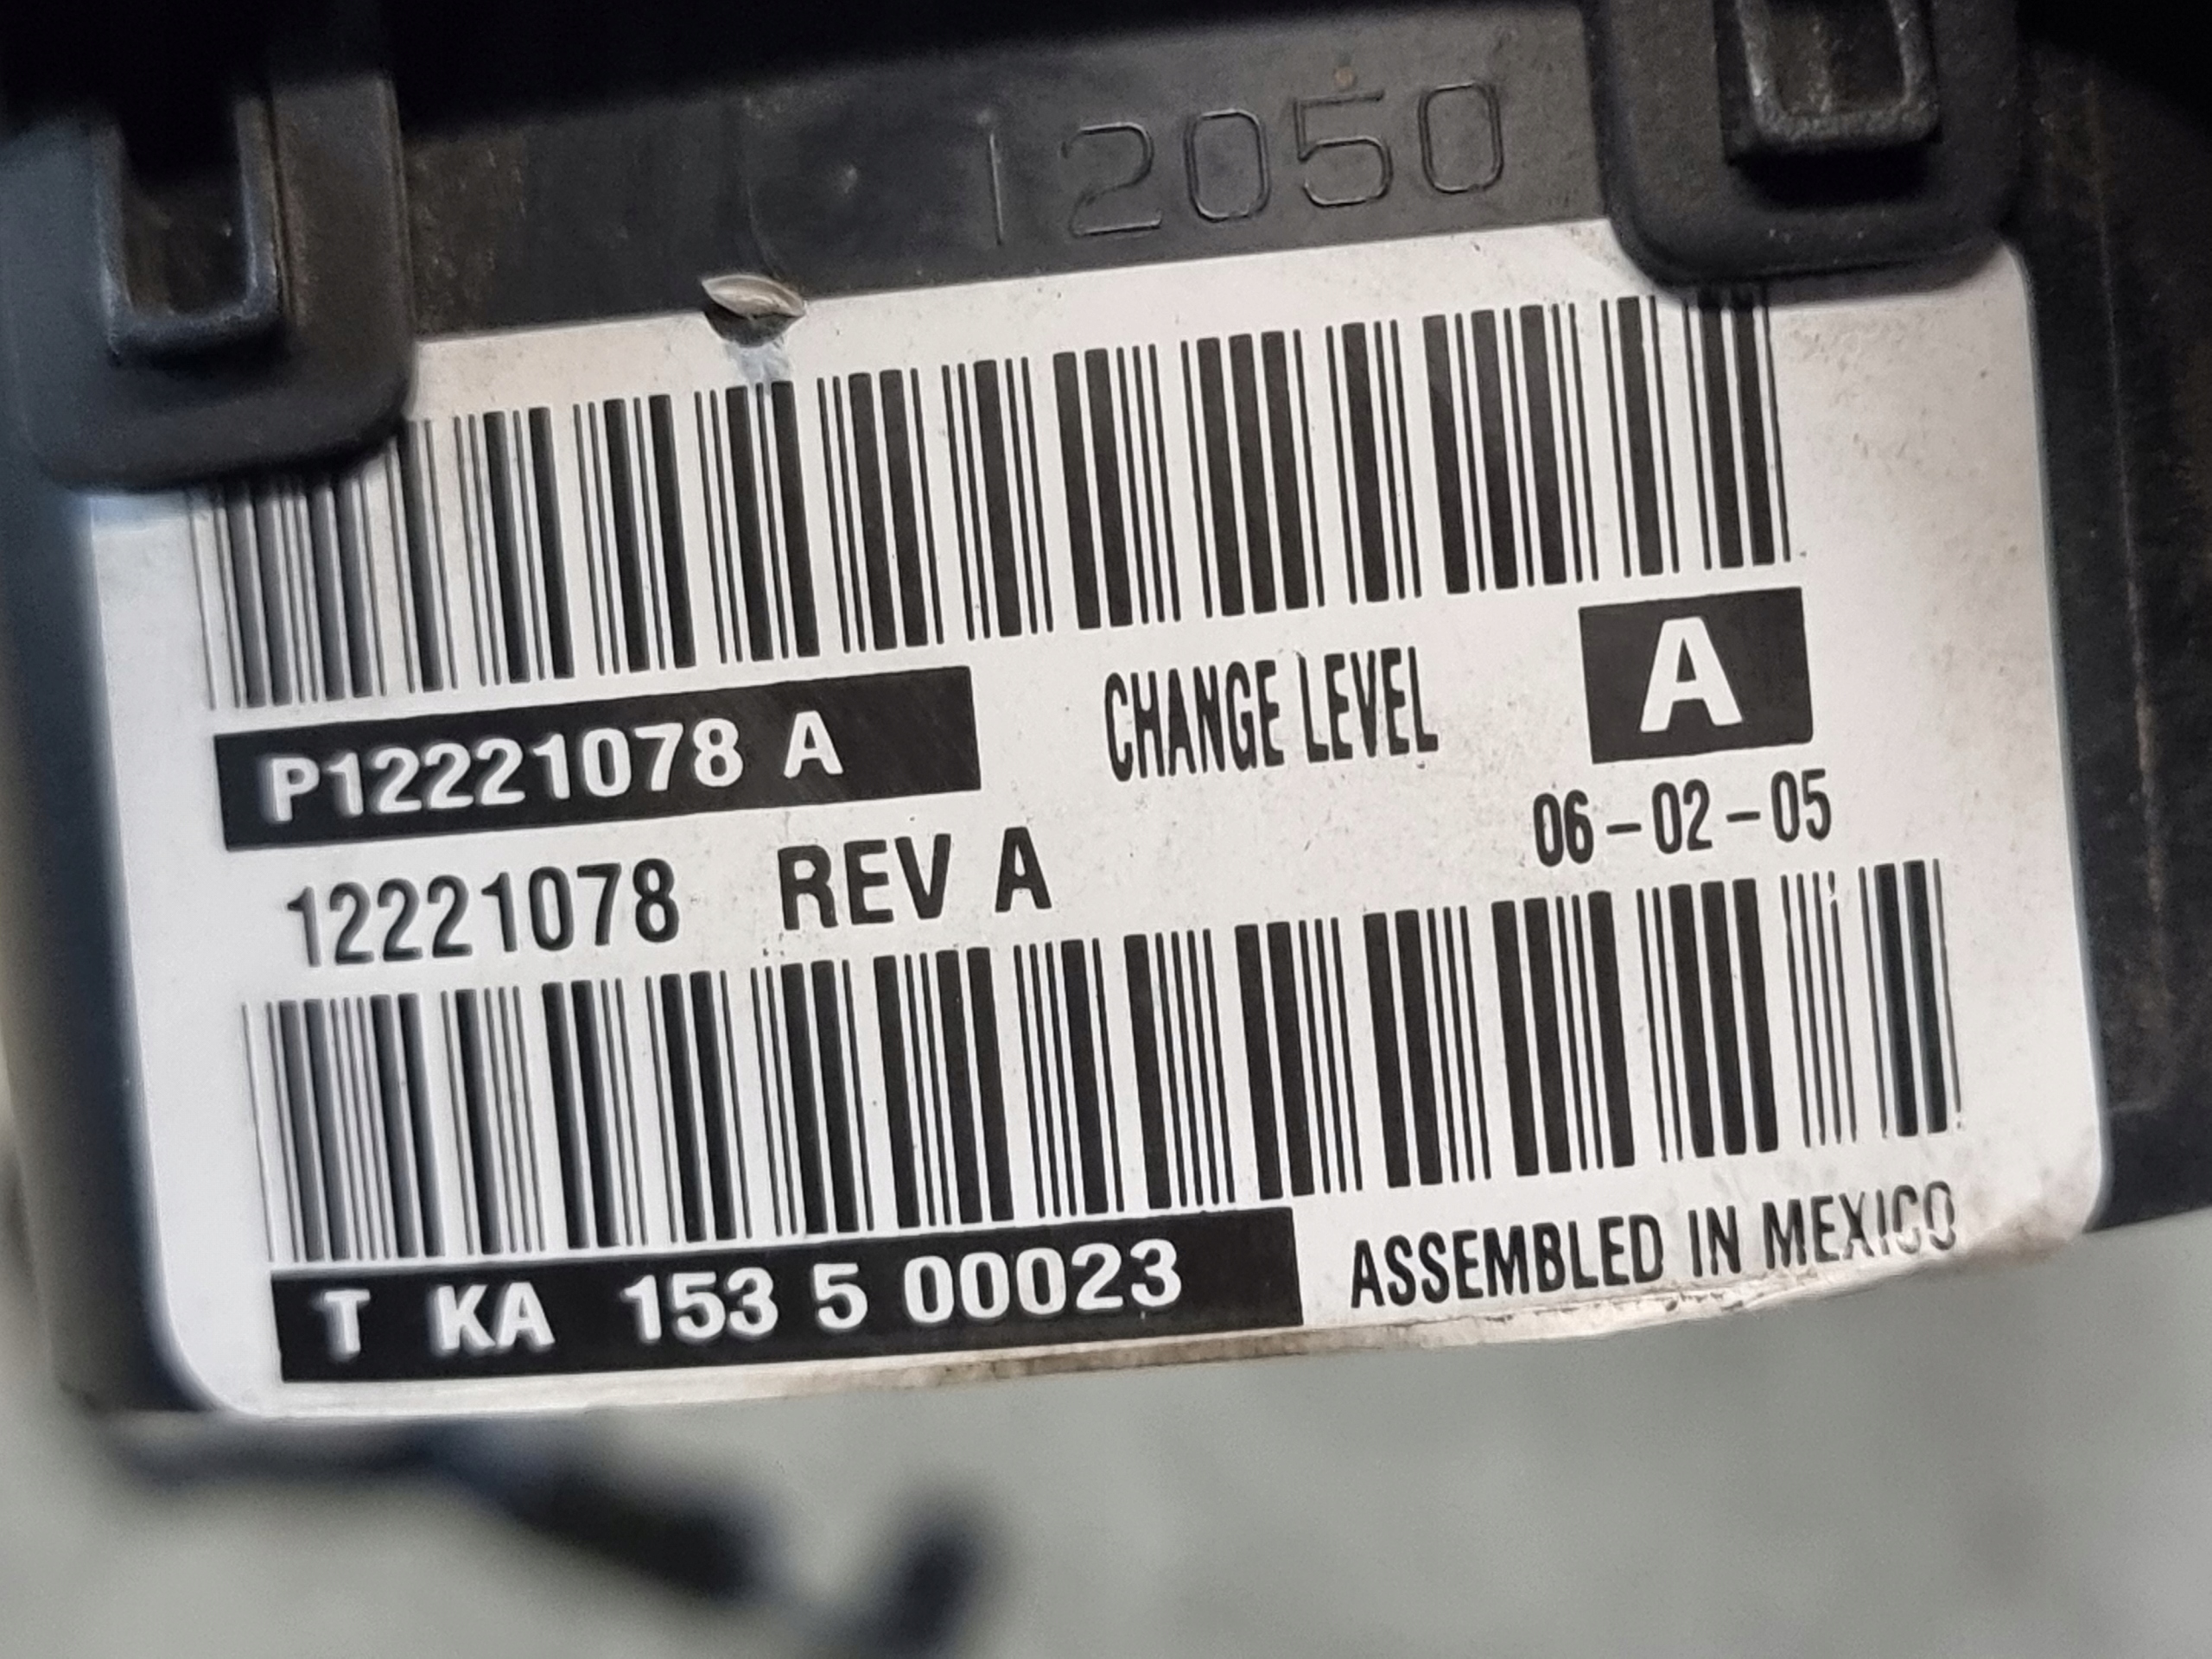 12050
P12221078 A
CHANGE LEVEL A
12221078 REV A
06-02-05
T KA 153 5 00023
ASSEMBLED IN MEXICO